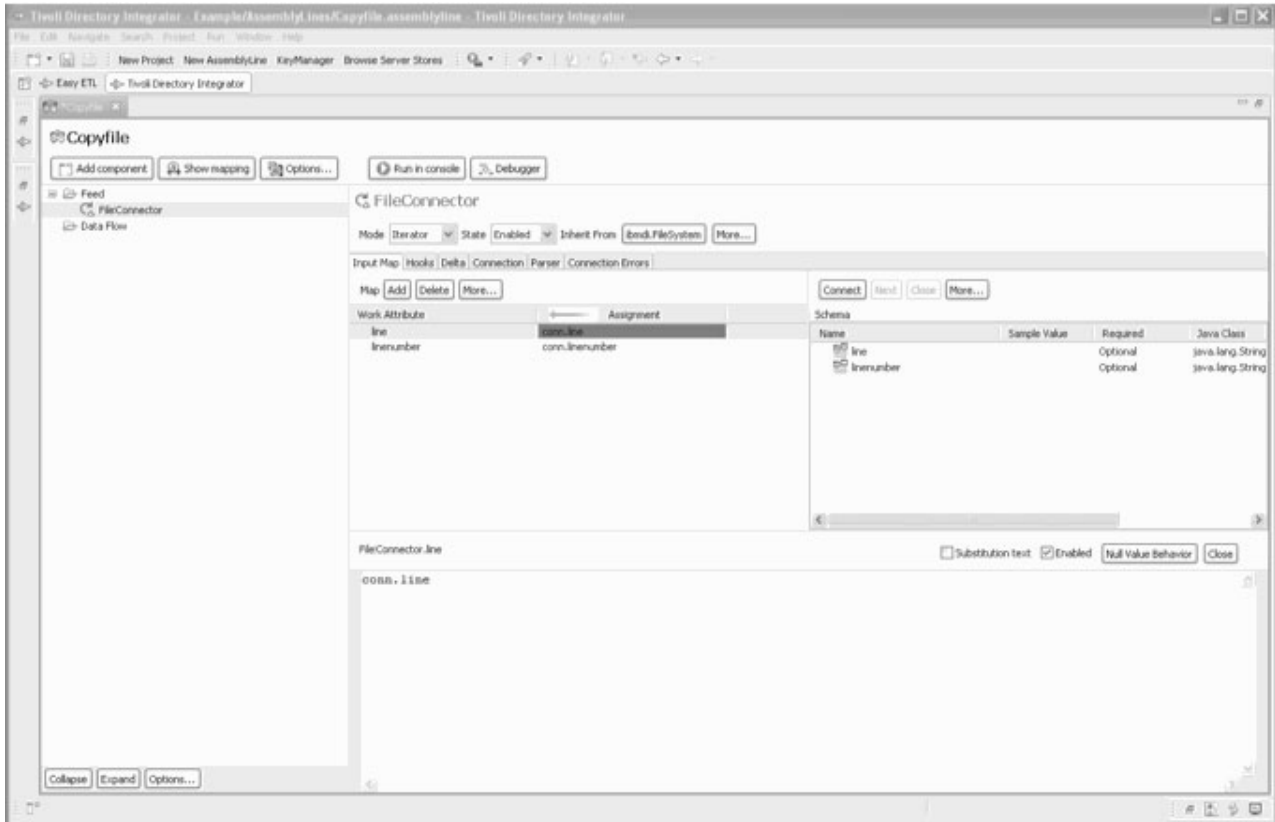 Tivoli Directory Integrator - Example/AssemblyLines/Copyfile.assemblyline - Tivoli Directory Integrator
File Edit Navigate Search Project Run Window Help
New Project New AssemblyLine KeyManager Browse Server Stores
Easy ETL Tivoli Directory Integrator
*Copyfile
Copyfile
Add component Show mapping Options... Run in console Debugger
Feed
FileConnector
Data Flow
FileConnector
Mode Iterator State Enabled Inherit From ibmdi.FileSystem More...
Input Map Hooks Delta Connection Parser Connection Errors
Map Add Delete More...
Connect Next Close More...
Work Attribute Assignment
line conn.line
linenumber conn.linenumber
Schema
Name Sample Value Required Java Class
line Optional java.lang.String
linenumber Optional java.lang.String
FileConnector.line Substitution text Enabled Null Value Behavior Close
conn.line
Collapse Expand Options...